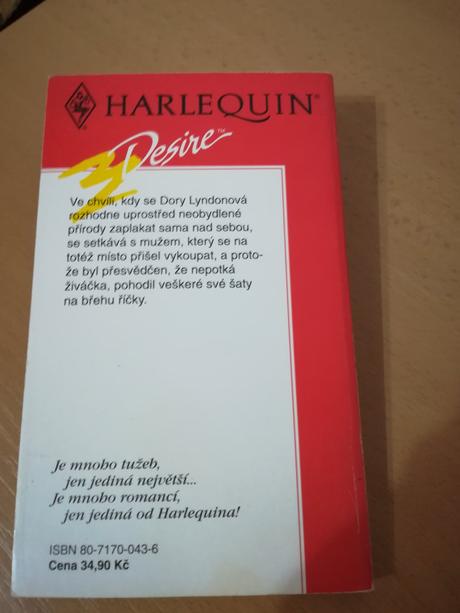 HARLEQUIN®
3
Desire™
Ve chvíli, kdy se Dory Lyndonová
rozhodne uprostřed neobydlené
přírody zaplakat sama nad sebou,
se setkává s mužem, který se na
totéž místo přišel vykoupat, a proto-
že byl přesvědčen, že nepotká
živáčka, pohodil veškeré své šaty
na břehu říčky.
Je mnoho tužeb,
jen jediná největší...
Je mnoho romancí,
jen jediná od Harlequina!
ISBN 80-7170-043-6
Cena 34,90 Kč